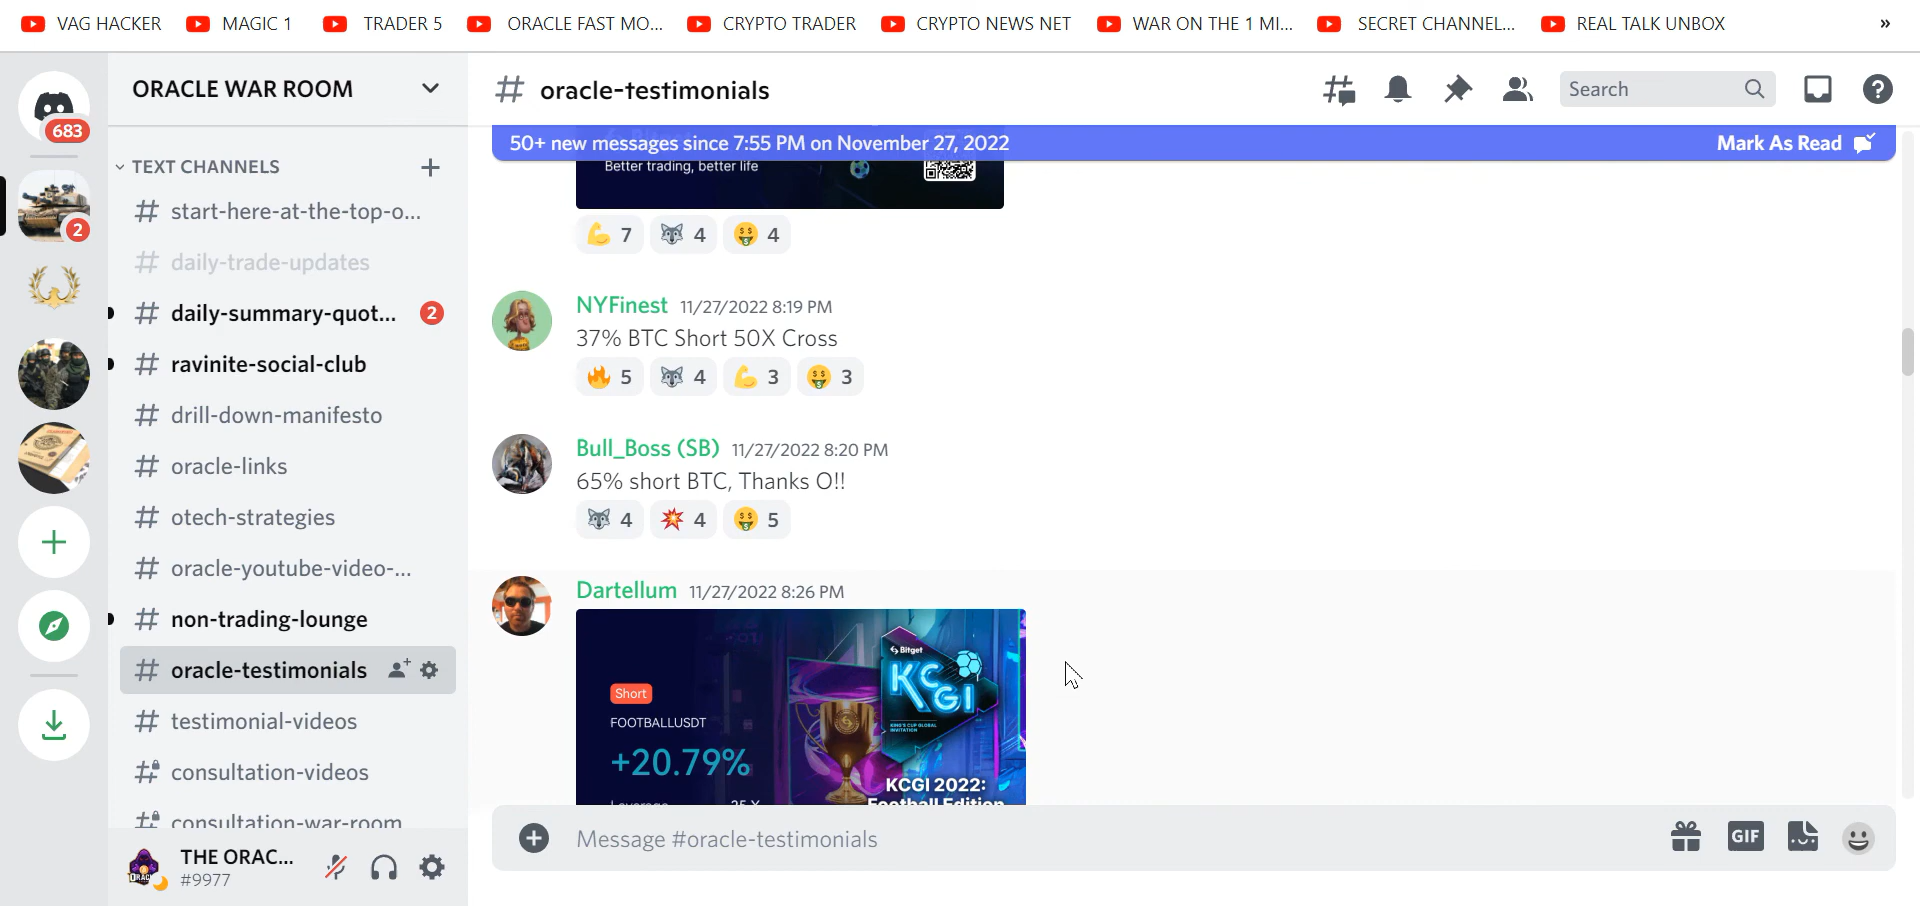 VAG HACKER
MAGIC 1
TRADER 5
ORACLE FAST MO...
CRYPTO TRADER
CRYPTO NEWS NET
WAR ON THE 1 MI...
SECRET CHANNEL...
REAL TALK UNBOX
»
683
2
ORACLE WAR ROOM
TEXT CHANNELS
# start-here-at-the-top-o...
# daily-trade-updates
# daily-summary-quot... 2
# ravinite-social-club
# drill-down-manifesto
# oracle-links
# otech-strategies
# oracle-youtube-video-...
# non-trading-lounge
# oracle-testimonials
# testimonial-videos
# consultation-videos
# consultation-war-room
THE ORAC...
#9977
# oracle-testimonials
Search
50+ new messages since 7:55 PM on November 27, 2022
Mark As Read
Better trading, better life
7 4 4
NYFinest 11/27/2022 8:19 PM
37% BTC Short 50X Cross
5 4 3 3
Bull_Boss (SB) 11/27/2022 8:20 PM
65% short BTC, Thanks O!!
4 4 5
Dartellum 11/27/2022 8:26 PM
Short
FOOTBALLUSDT
+20.79%
Bitget
KCGI
KING'S CUP GLOBAL
INVITATION
KCGI 2022:
Football Edition
Leverage 25 X
Message #oracle-testimonials
GIF